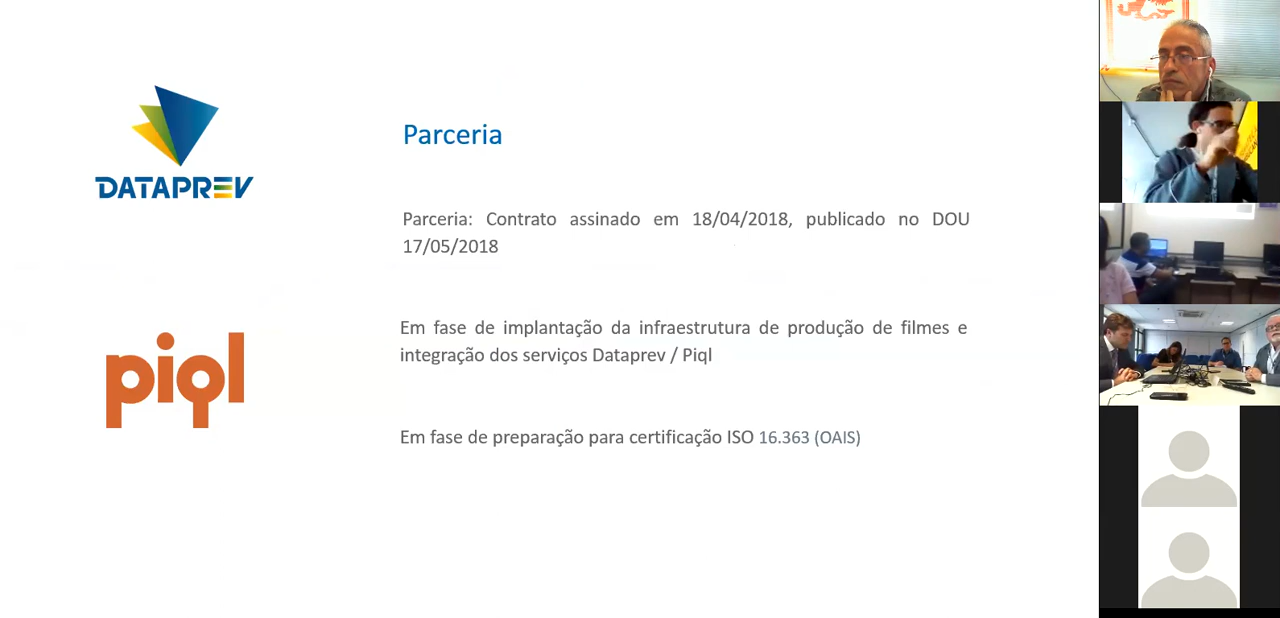 DATAPREV
Parceria
Parceria: Contrato assinado em 18/04/2018, publicado no DOU
17/05/2018
piql
Em fase de implantação da infraestrutura de produção de filmes e
integração dos serviços Dataprev / Piql
Em fase de preparação para certificação ISO 16.363 (OAIS)